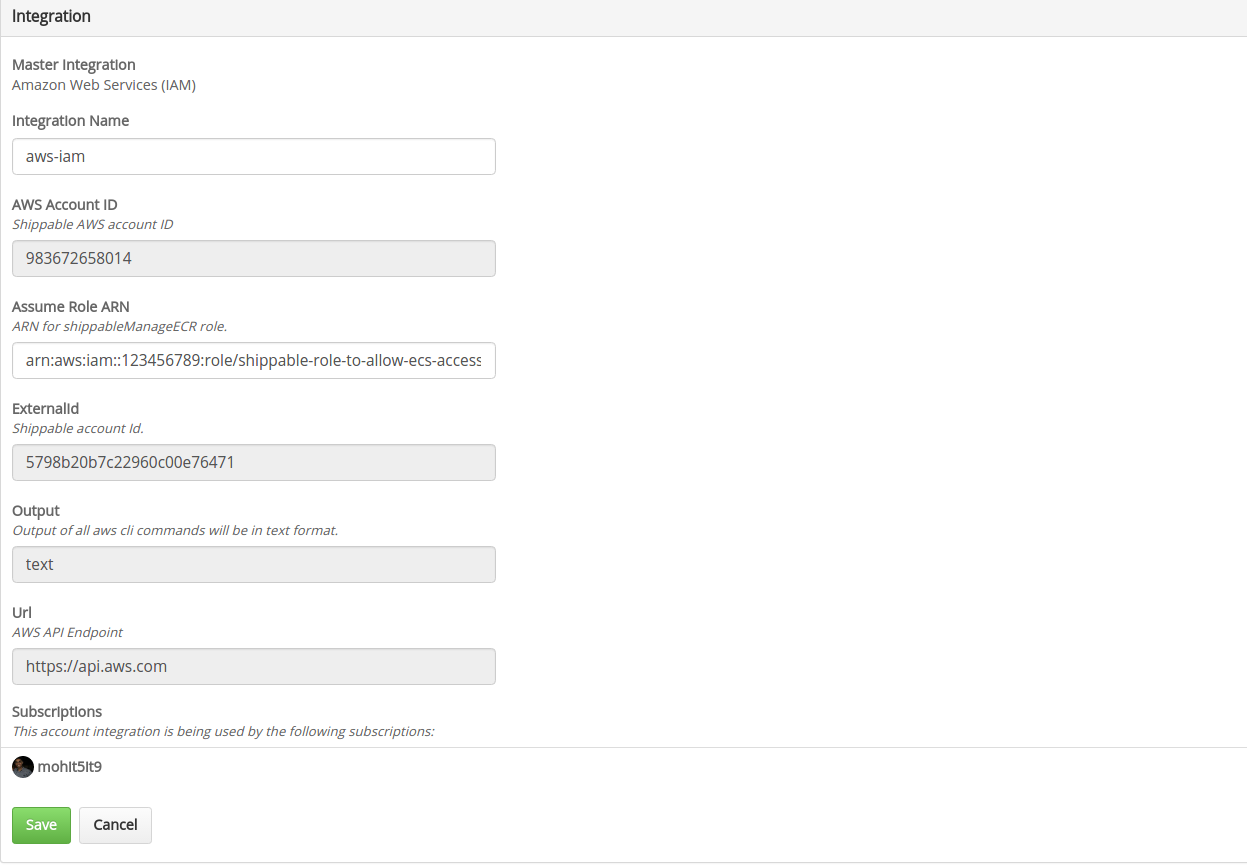 Integration
Master Integration
Amazon Web Services (IAM)
Integration Name
aws-iam
AWS Account ID
Shippable AWS account ID
983672658014
Assume Role ARN
ARN for shippableManageECR role.
arn:aws:iam::123456789:role/shippable-role-to-allow-ecs-access
ExternalId
Shippable account Id.
5798b20b7c22960c00e76471
Output
Output of all aws cli commands will be in text format.
text
Url
AWS API Endpoint
https://api.aws.com
Subscriptions
This account integration is being used by the following subscriptions:
mohit5it9
Save Cancel